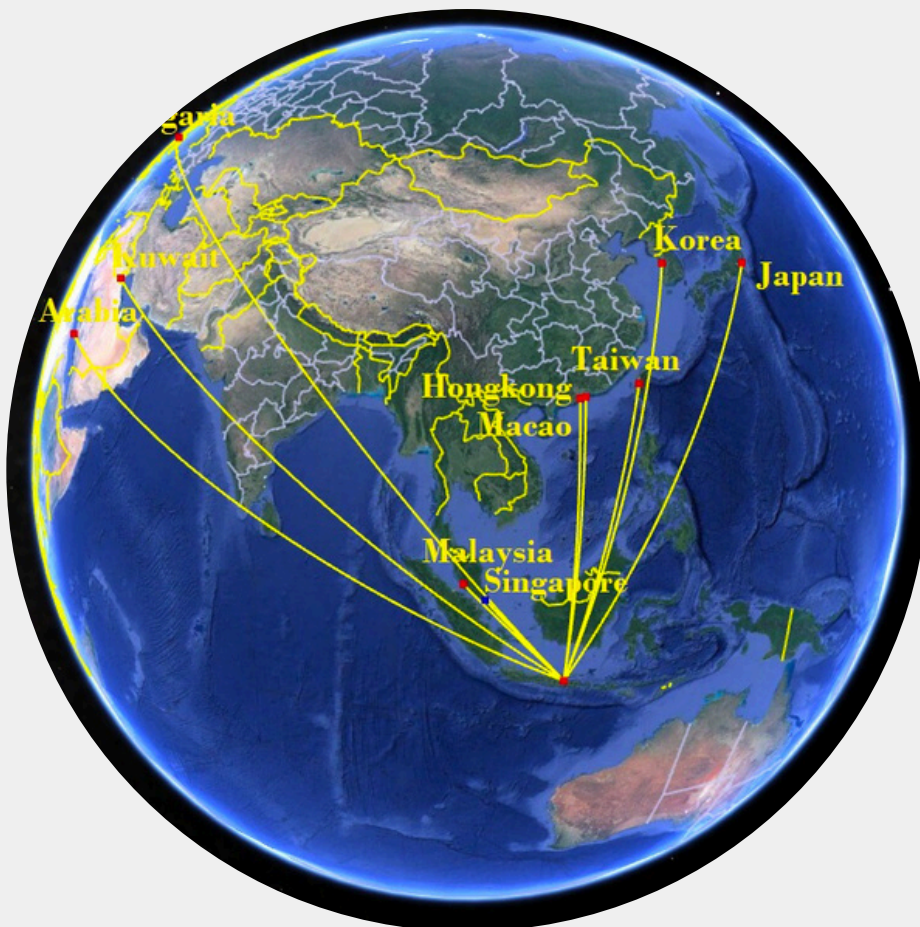 garia
Korea
Kuwait
Japan
Arabia
Taiwan
Hongkong
Macao
Malaysia
Singapore